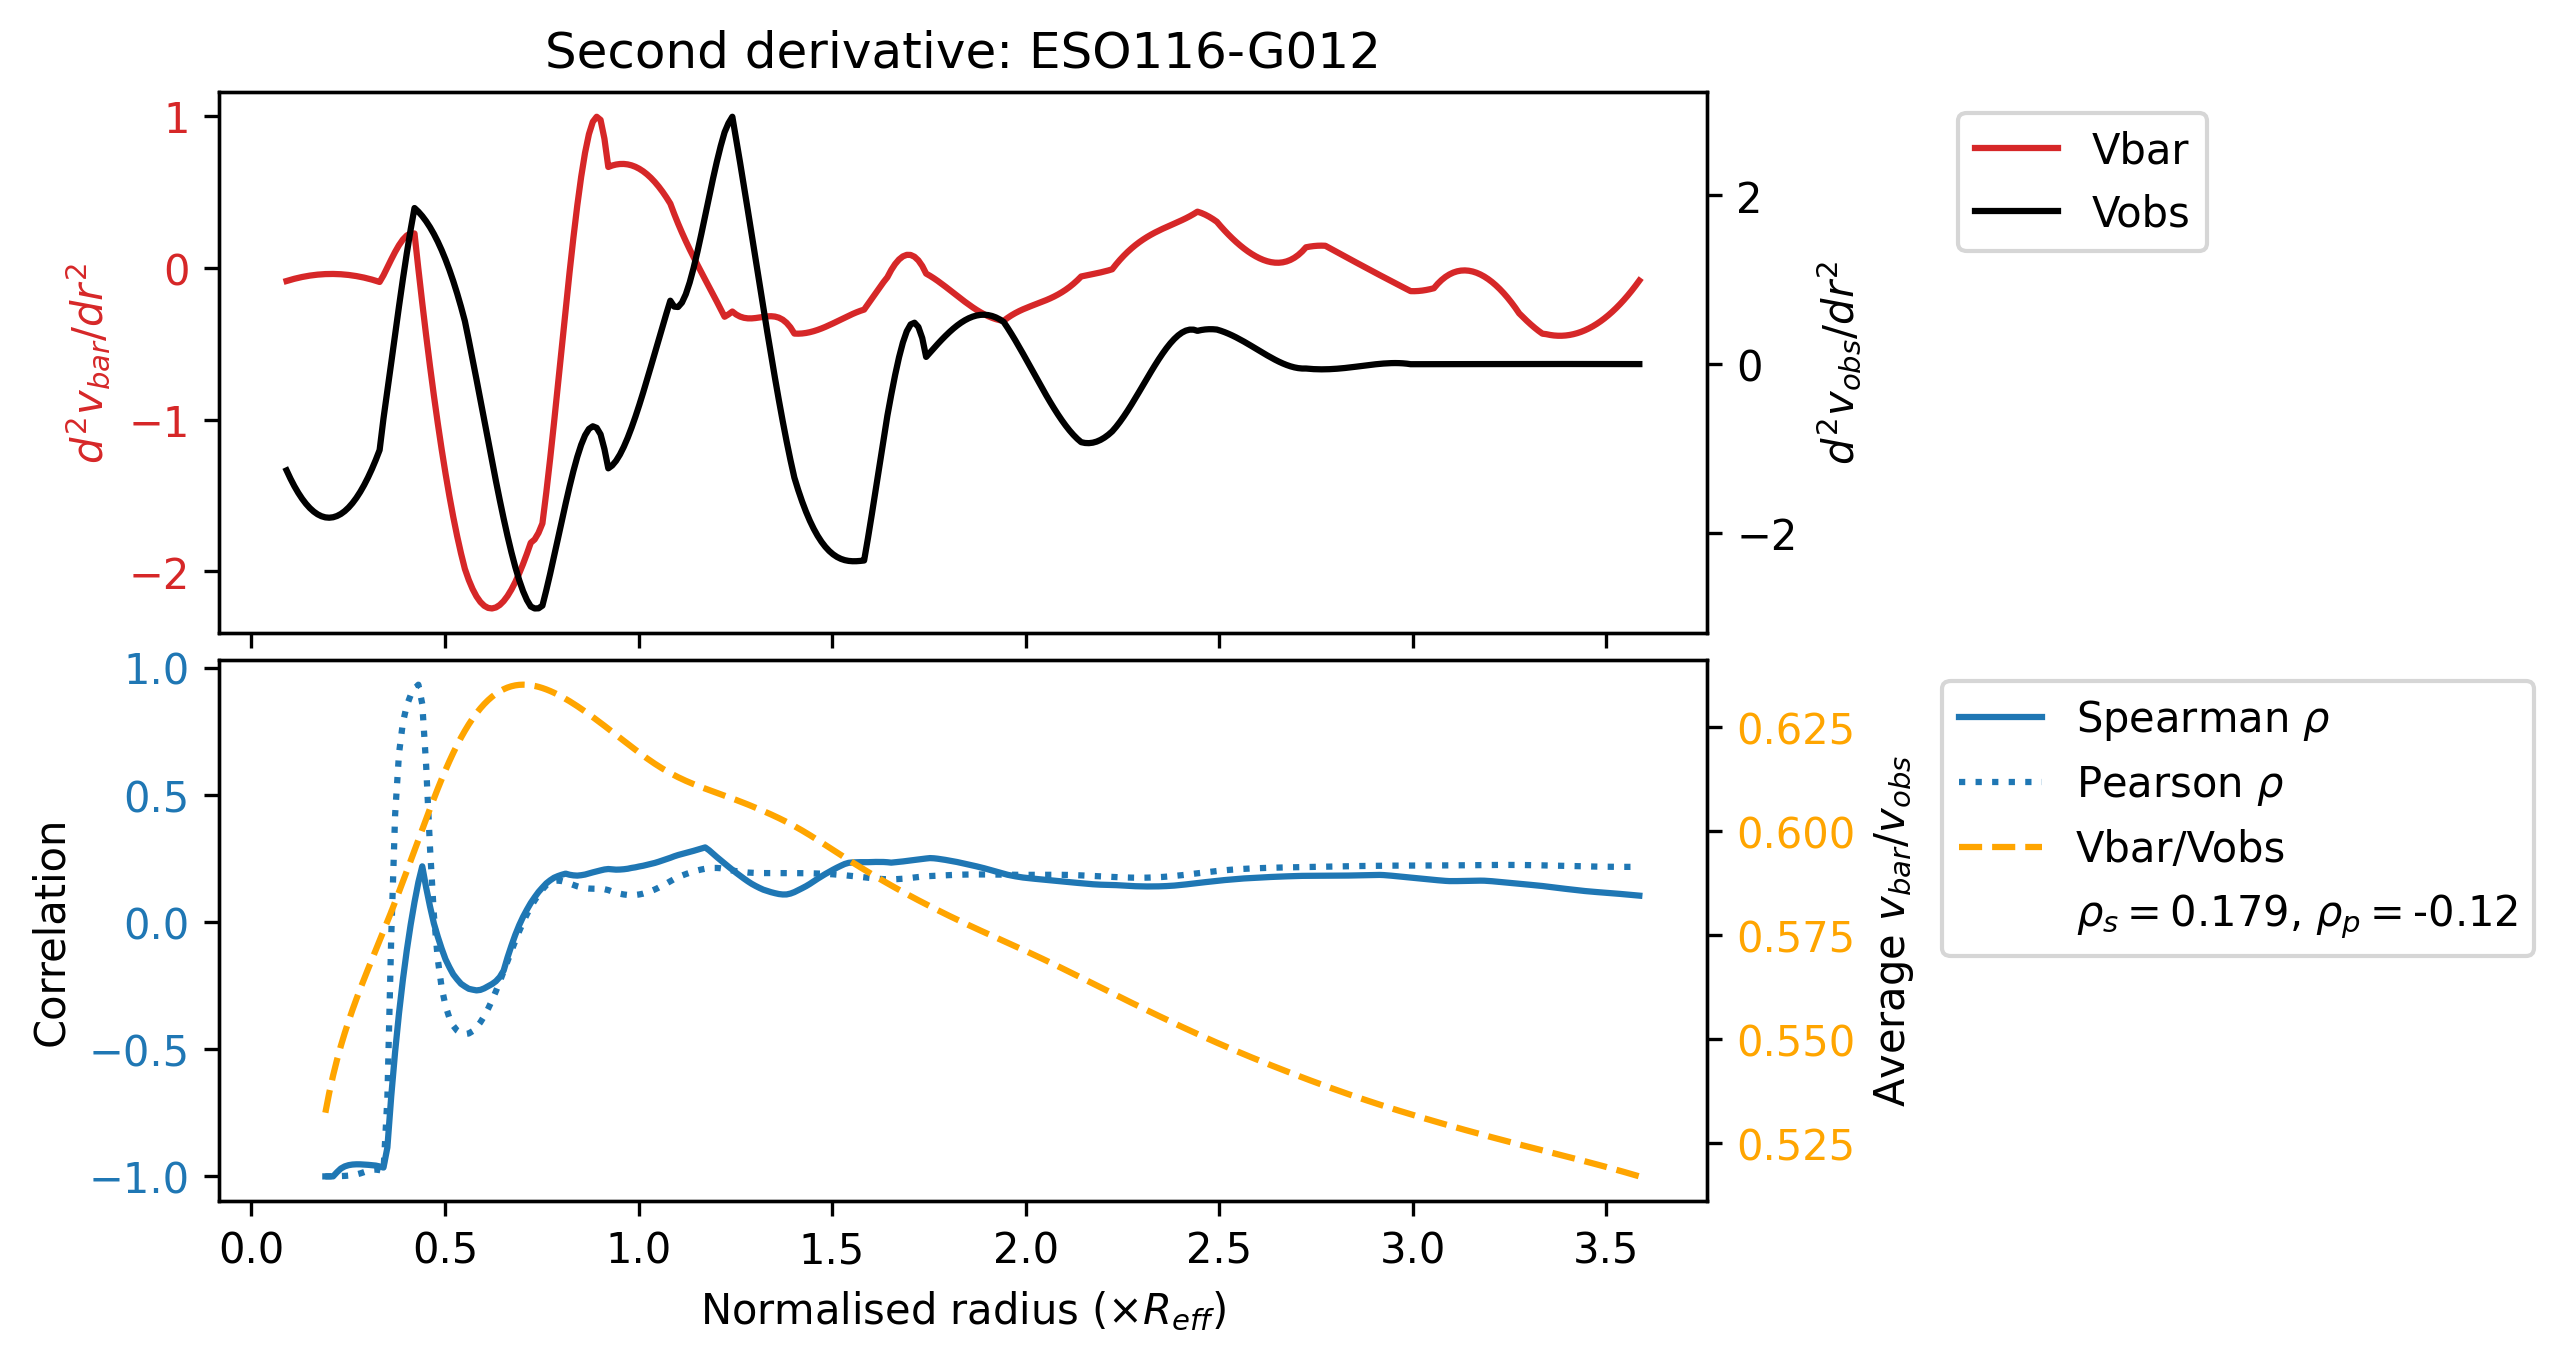 Second derivative: ESO116-G012
1
0
−1
−2
d²v_bar/dr²
2
0
−2
d²v_obs/dr²
Vbar
Vobs
1.0
0.5
0.0
−0.5
−1.0
Correlation
0.625
0.600
0.575
0.550
0.525
Average v_bar/v_obs
Spearman ρ
Pearson ρ
Vbar/Vobs
ρ_s = 0.179, ρ_p = -0.12
0.0 0.5 1.0 1.5 2.0 2.5 3.0 3.5
Normalised radius (×R_eff)